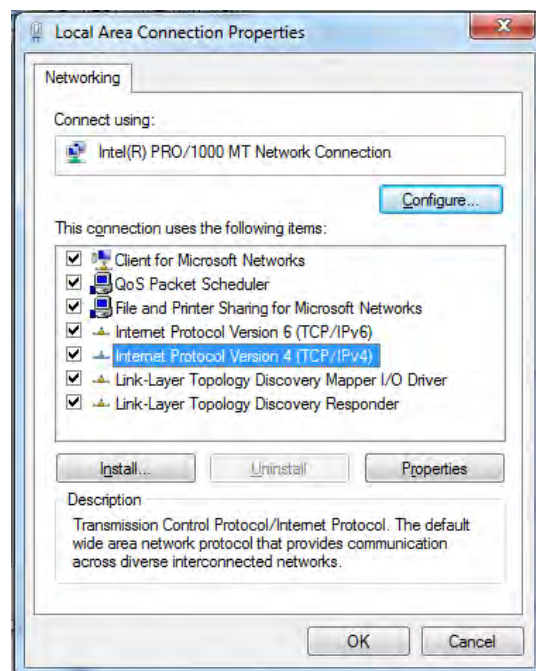 Local Area Connection Properties
Networking
Connect using:
Intel(R) PRO/1000 MT Network Connection
Configure...
This connection uses the following items:
Client for Microsoft Networks
QoS Packet Scheduler
File and Printer Sharing for Microsoft Networks
Internet Protocol Version 6 (TCP/IPv6)
Internet Protocol Version 4 (TCP/IPv4)
Link-Layer Topology Discovery Mapper I/O Driver
Link-Layer Topology Discovery Responder
Install... Uninstall Properties
Description
Transmission Control Protocol/Internet Protocol. The default
wide area network protocol that provides communication
across diverse interconnected networks.
OK Cancel